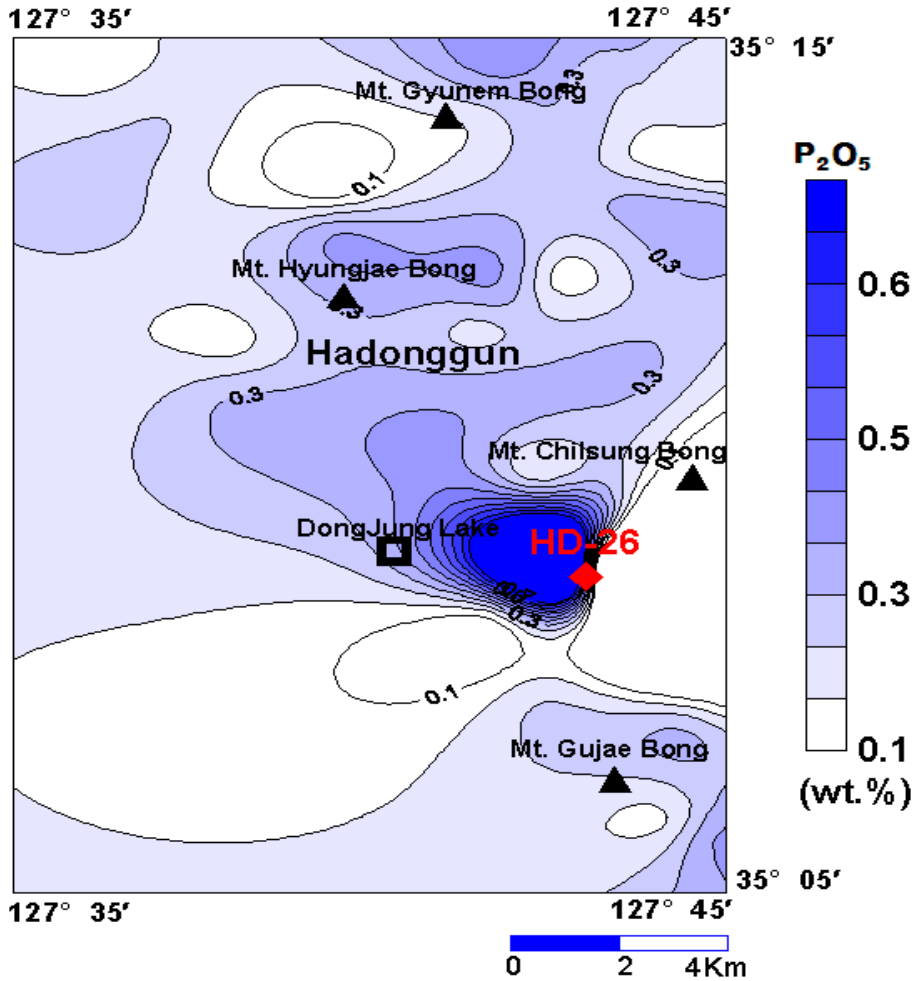 127° 35′
127° 45′
35° 15′
0.3
Mt. Gyunem Bong
P₂O₅
0.1
0.3
Mt. Hyungjae Bong
0.6
0.3
Hadonggun
0.3
0.3
0.5
Mt. Chilsung Bong
DongJung Lake
HD-26
0.3
0.3
0.1
Mt. Gujae Bong
0.1
(wt.%)
35° 05′
127° 35′
127° 45′
0 2 4Km